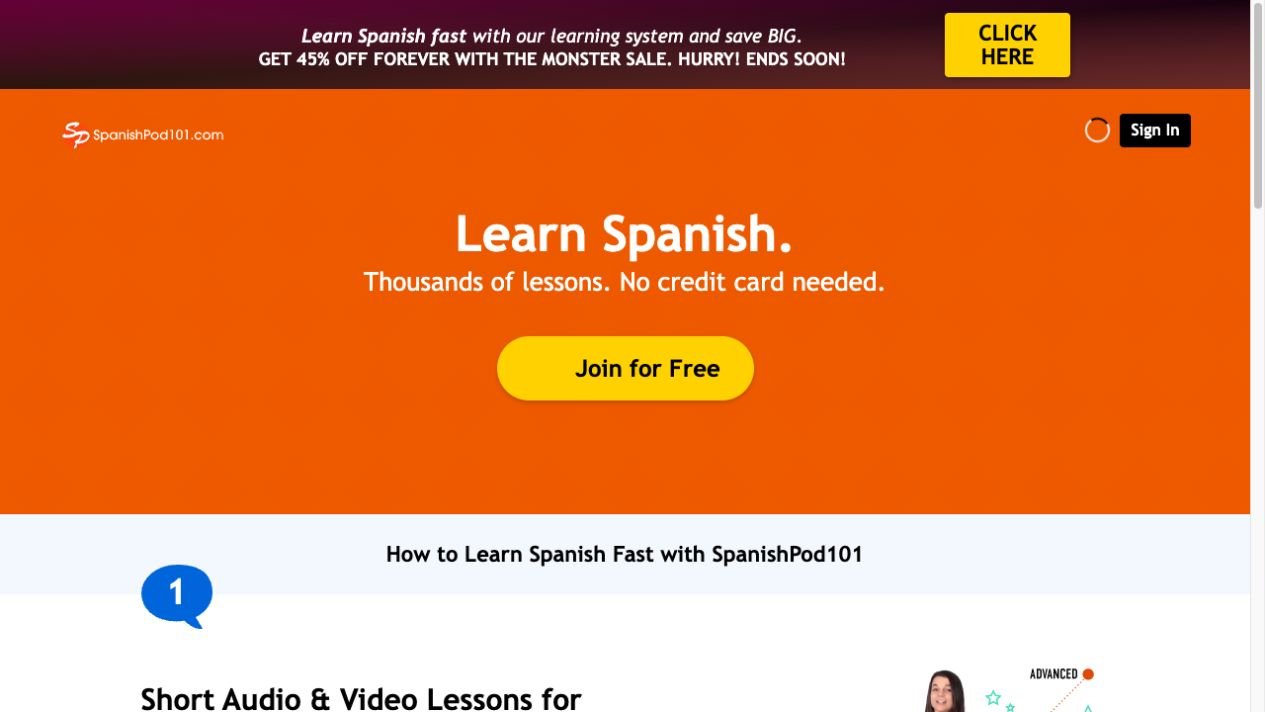 Learn Spanish fast with our learning system and save BIG.
GET 45% OFF FOREVER WITH THE MONSTER SALE. HURRY! ENDS SOON!
CLICK
HERE
SP SpanishPod101.com
Sign In
Learn Spanish.
Thousands of lessons. No credit card needed.
Join for Free
How to Learn Spanish Fast with SpanishPod101
1
Short Audio & Video Lessons for
ADVANCED